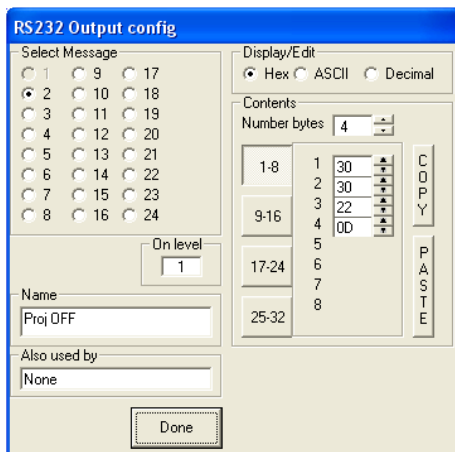 RS232 Output config
Select Message
1 9 17
2 10 18
3 11 19
4 12 20
5 13 21
6 14 22
7 15 23
8 16 24
On level
1
Name
Proj OFF
Also used by
None
Done
Display/Edit
Hex ASCII Decimal
Contents
Number bytes 4
1-8
9-16
17-24
25-32
1 30
2 30
3 22
4 0D
5
6
7
8
COPY
PASTE